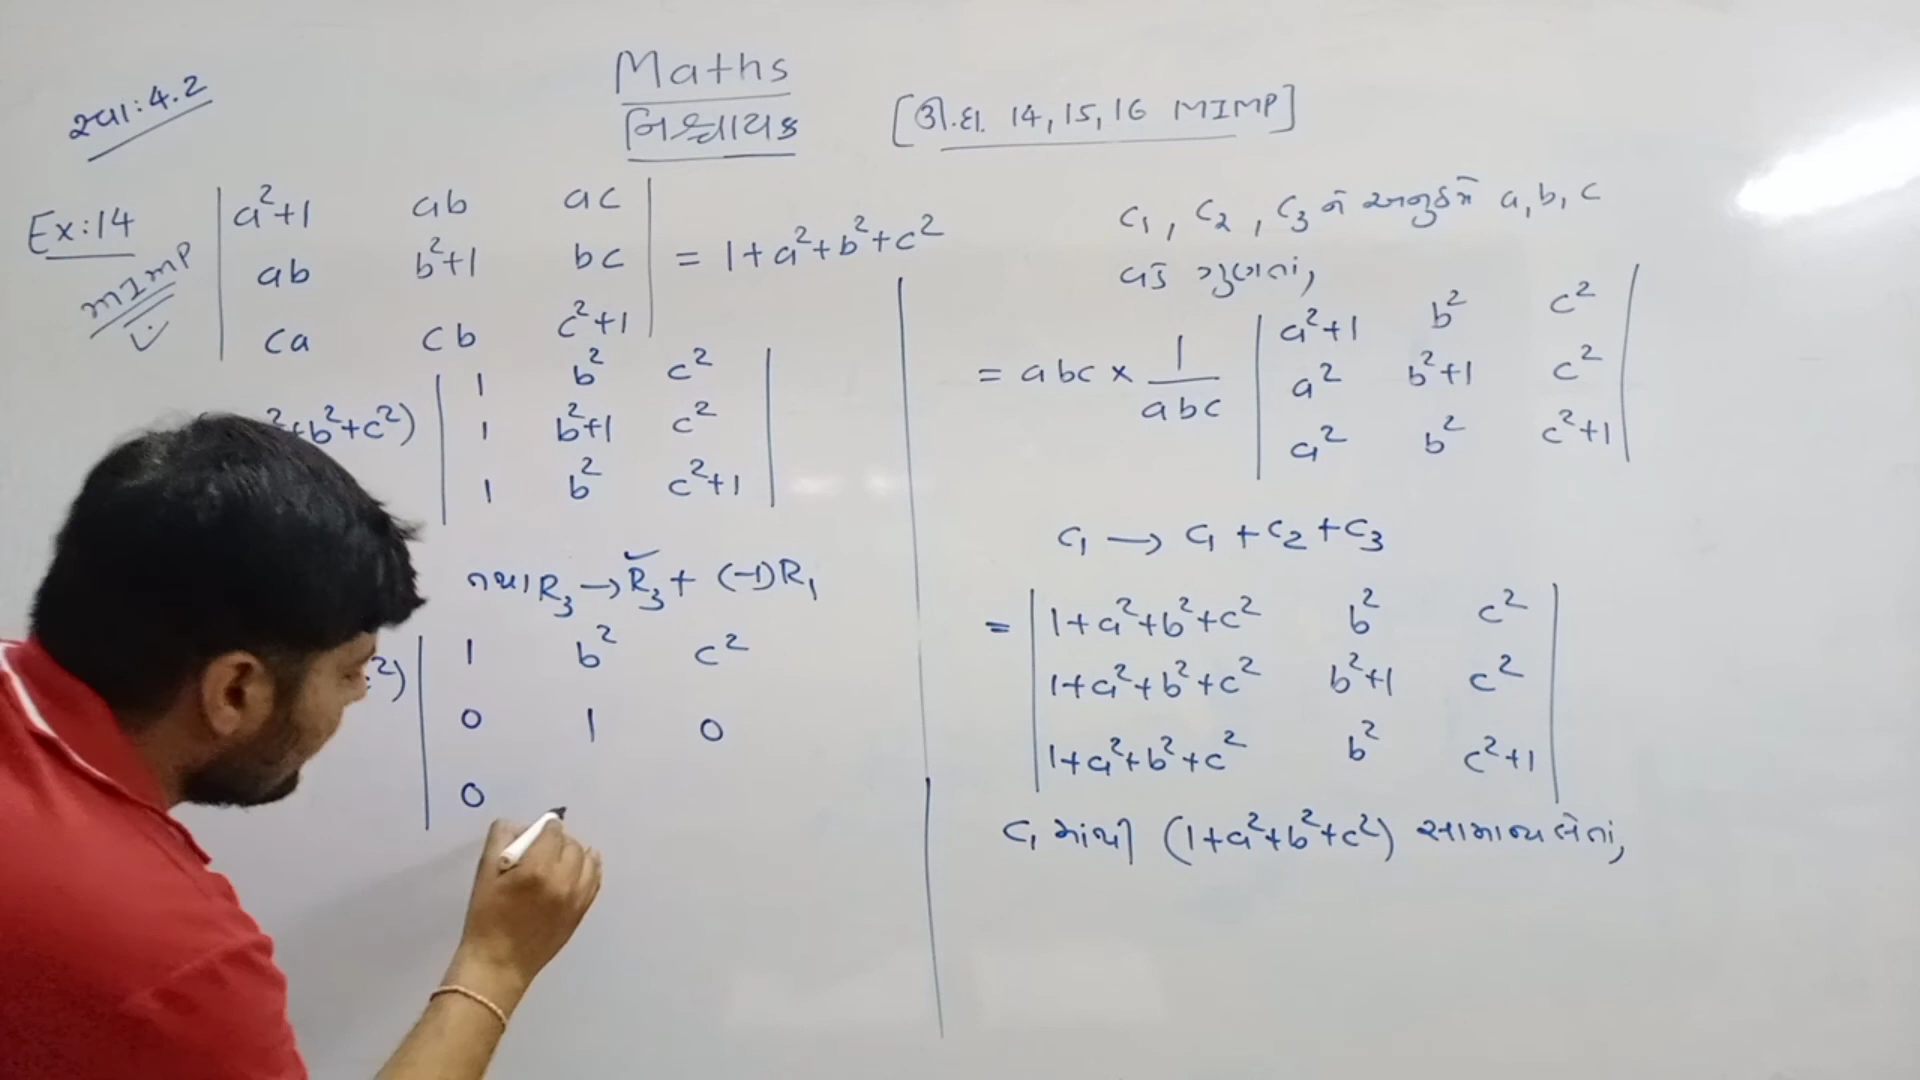 સ્વા: 4.2
Maths
નિશ્ચાયક
[ઊ.દા. 14, 15, 16 MIMP]
Ex:14
MIMP
| a²+1 ab ac |
| ab b²+1 bc | = 1+a²+b²+c²
| ca cb c²+1 |
| 1 b² c² |
²+b²+c²) | 1 b²+1 c² |
| 1 b² c²+1 |
તથા R₃ → R₃ + (-1)R₁
| 1 b² c²
²) | 0 1 0
| 0
C₁, C₂, C₃ ને અનુક્રમે a, b, c
વડે ગુણતાં,
| a²+1 b² c² |
= abc × 1/abc | a² b²+1 c² |
| a² b² c²+1 |
C₁ → C₁ + C₂ + C₃
= | 1+a²+b²+c² b² c² |
| 1+a²+b²+c² b²+1 c² |
| 1+a²+b²+c² b² c²+1 |
C₁ માંથી (1+a²+b²+c²) સામાન્ય લેતાં,